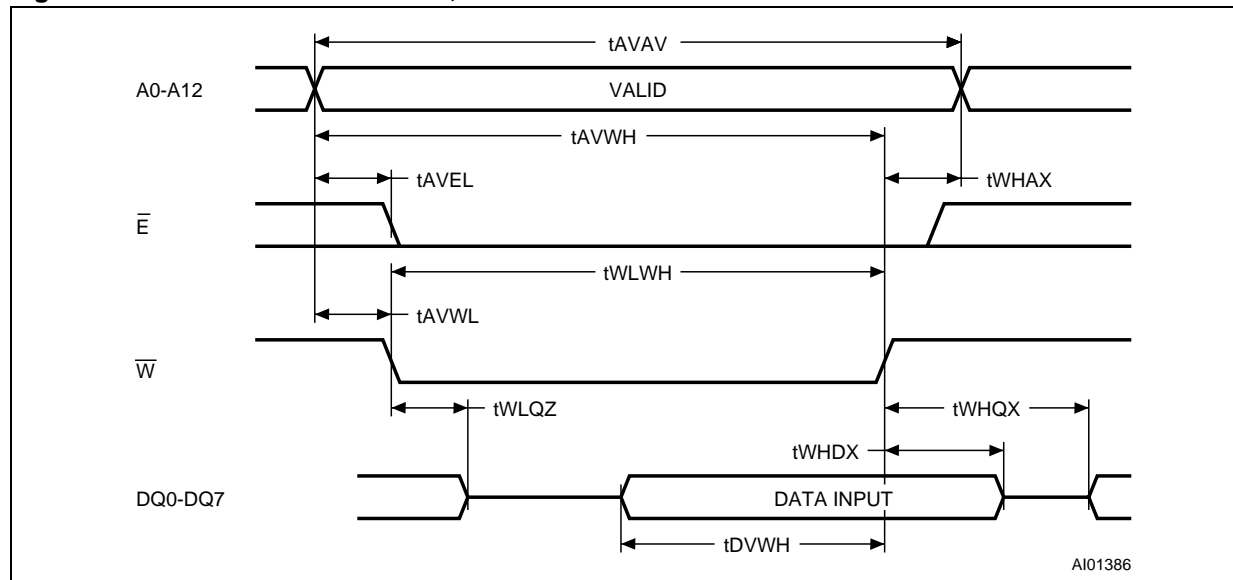 tAVAV
A0-A12
VALID
tAVWH
tAVEL
tWHAX
E̅
tWLWH
tAVWL
W̅
tWLQZ
tWHQX
tWHDX
DQ0-DQ7
DATA INPUT
tDVWH
AI01386